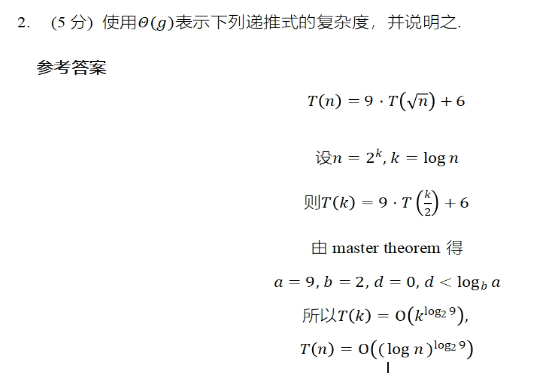 2. (5 分) 使用Θ(g)表示下列递推式的复杂度，并说明之.
参考答案
T(n) = 9 · T(√n) + 6
设n = 2^k, k = log n
则T(k) = 9 · T(k/2) + 6
由 master theorem 得
a = 9, b = 2, d = 0, d < log_b a
所以T(k) = O(k^{log_2 9}),
T(n) = O((log n)^{log_2 9})